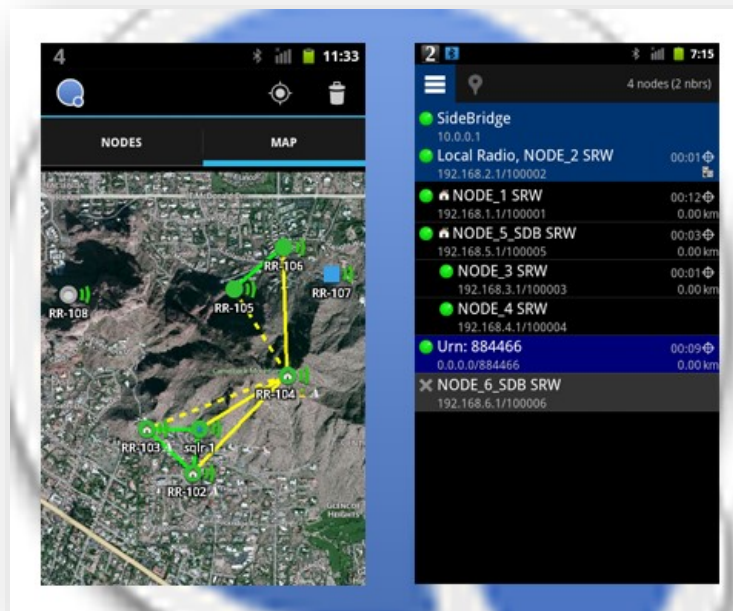 4
11:33
NODES
MAP
RR-106
RR-107
RR-108
RR-105
RR-104
RR-103
sqlr-1
RR-102
GLENCOE
HEIGHTS
2
7:15
4 nodes (2 nbrs)
SideBridge
10.0.0.1
Local Radio, NODE_2 SRW 00:01
192.168.2.1/100002
NODE_1 SRW 00:12
192.168.1.1/100001 0.00 km
NODE_5_SDB SRW 00:03
192.168.5.1/100005 0.00 km
NODE_3 SRW 00:01
192.168.3.1/100003 0.00 km
NODE_4 SRW
192.168.4.1/100004
Urn: 884466 00:09
0.0.0.0/884466 0.00 km
NODE_6_SDB SRW
192.168.6.1/100006